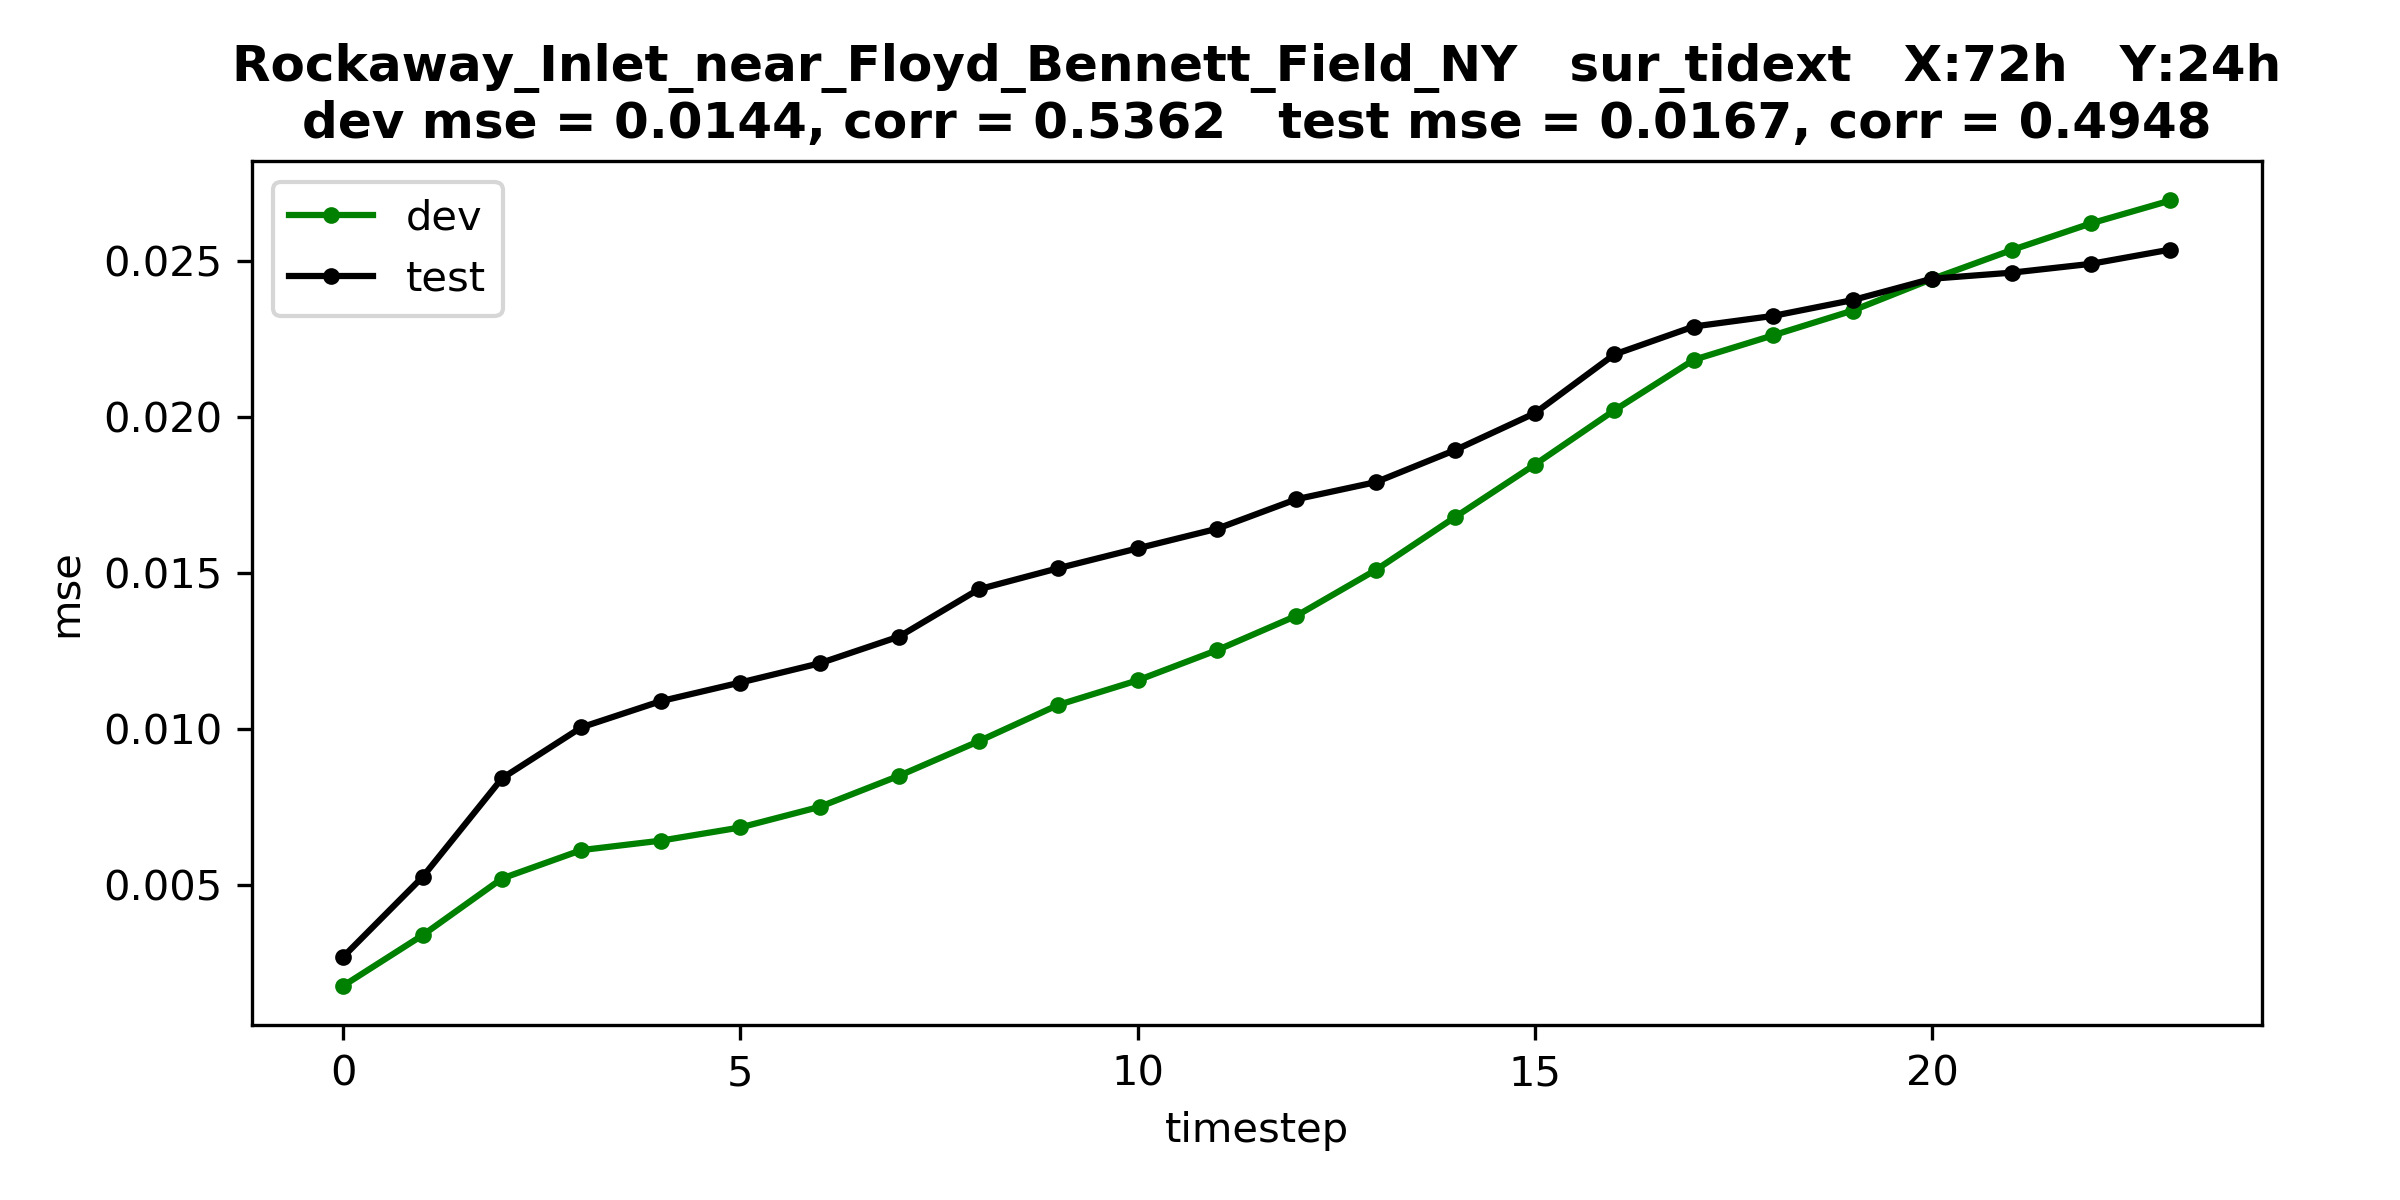 Rockaway_Inlet_near_Floyd_Bennett_Field_NY   sur_tidext   X:72h   Y:24h
dev mse = 0.0144, corr = 0.5362   test mse = 0.0167, corr = 0.4948
dev
test
0.025
0.020
0.015
0.010
0.005
mse
0 5 10 15 20
timestep